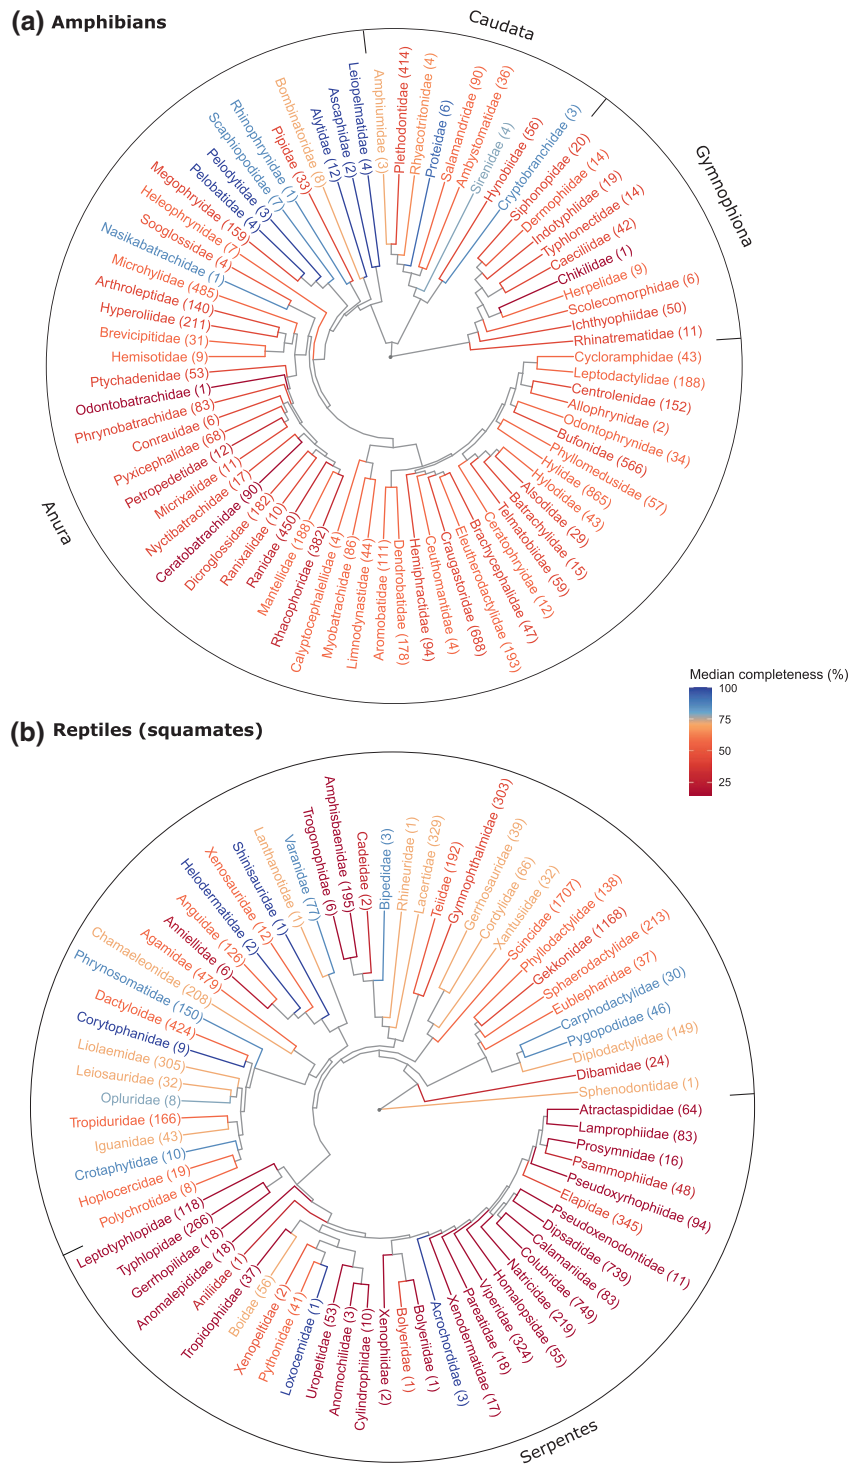 (a) Amphibians
Caudata
Gymnophiona
Anura
Leiopelmatidae (4)
Ascaphidae (2)
Alytidae (12)
Bombinatoridae (8)
Pipidae (33)
Rhinophrynidae (1)
Scaphiopodidae (7)
Pelodytidae (3)
Pelobatidae (4)
Megophryidae (159)
Heleophrynidae (7)
Sooglossidae (4)
Nasikabatrachidae (1)
Microhylidae (485)
Arthroleptidae (140)
Hyperoliidae (211)
Brevicipitidae (31)
Hemisotidae (9)
Ptychadenidae (53)
Odontobatrachidae (1)
Phrynobatrachidae (83)
Conrauidae (6)
Pyxicephalidae (68)
Petropedetidae (12)
Micrixalidae (11)
Nyctibatrachidae (17)
Ceratobatrachidae (90)
Dicroglossidae (182)
Ranixalidae (10)
Ranidae (450)
Mantellidae (188)
Rhacophoridae (382)
Calyptocephalellidae (4)
Myobatrachidae (86)
Limnodynastidae (44)
Aromobatidae (111)
Dendrobatidae (178)
Hemiphractidae (94)
Ceuthomantidae (4)
Craugastoridae (688)
Eleutherodactylidae (193)
Brachycephalidae (47)
Ceratophryidae (12)
Telmatobiidae (59)
Batrachylidae (15)
Alsodidae (29)
Hylodidae (43)
Hylidae (865)
Phyllomedusidae (57)
Bufonidae (566)
Odontophrynidae (34)
Allophrynidae (2)
Centrolenidae (152)
Leptodactylidae (188)
Cycloramphidae (43)
Rhinatrematidae (11)
Ichthyophiidae (50)
Scolecomorphidae (6)
Herpelidae (9)
Chikilidae (1)
Caeciliidae (42)
Typhlonectidae (14)
Indotyphlidae (19)
Dermophiidae (14)
Siphonopidae (20)
Cryptobranchidae (3)
Hynobiidae (56)
Sirenidae (4)
Ambystomatidae (36)
Salamandridae (90)
Proteidae (6)
Rhyacotritonidae (4)
Plethodontidae (414)
Amphiumidae (3)
Median completeness (%)
100
75
50
25
(b) Reptiles (squamates)
Serpentes
Amphisbaenidae (195)
Trogonophidae (6)
Cadeidae (2)
Bipedidae (3)
Rhineuridae (1)
Lacertidae (329)
Teiidae (192)
Gymnophthalmidae (303)
Gerrhosauridae (39)
Cordylidae (66)
Xantusiidae (32)
Scincidae (1707)
Phyllodactylidae (138)
Gekkonidae (1168)
Sphaerodactylidae (213)
Eublepharidae (37)
Carphodactylidae (30)
Pygopodidae (46)
Diplodactylidae (149)
Dibamidae (24)
Sphenodontidae (1)
Atractaspididae (64)
Lamprophiidae (83)
Prosymnidae (16)
Psammophiidae (48)
Pseudoxyrhophiidae (94)
Elapidae (345)
Pseudoxenodontidae (11)
Dipsadidae (739)
Calamariidae (83)
Colubridae (749)
Natricidae (219)
Homalopsidae (55)
Viperidae (324)
Pareatidae (18)
Xenodermatidae (17)
Acrochordidae (3)
Bolyeriidae (1)
Bolyeridae (1)
Xenophiidae (2)
Cylindrophiidae (10)
Anomochilidae (3)
Uropeltidae (53)
Loxocemidae (1)
Pythonidae (41)
Xenopeltidae (2)
Boidae (56)
Tropidophiidae (37)
Aniliidae (1)
Anomalepididae (18)
Gerrhopilidae (18)
Typhlopidae (266)
Leptotyphlopidae (118)
Polychrotidae (8)
Hoplocercidae (19)
Crotaphytidae (10)
Iguanidae (43)
Tropiduridae (166)
Opluridae (8)
Leiosauridae (32)
Liolaemidae (305)
Corytophanidae (9)
Dactyloidae (424)
Phrynosomatidae (150)
Chamaeleonidae (208)
Agamidae (479)
Anniellidae (6)
Anguidae (126)
Helodermatidae (2)
Xenosauridae (12)
Shinisauridae (1)
Lanthanotidae (1)
Varanidae (77)